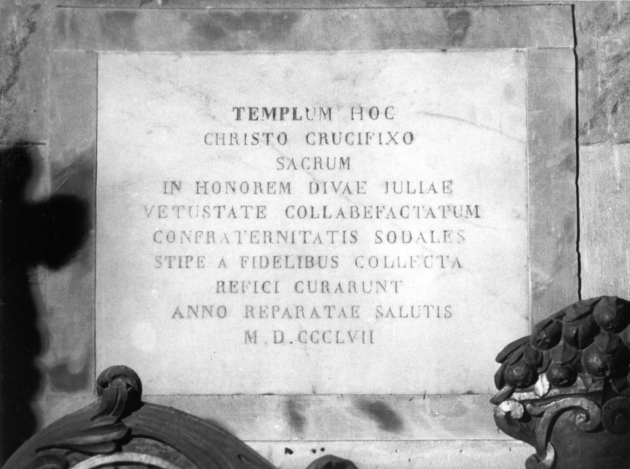 TEMPLUM HOC
CHRISTO CRUCIFIXO
SACRUM
IN HONOREM DIVAE JULIAE
VETUSTATE COLLABEFACTATUM
CONFRATERNITATIS SODALES
STIPE A FIDELIBUS COLLECTA
REFICI CURARUNT
ANNO REPARATAE SALUTIS
M.D.CCCLVII